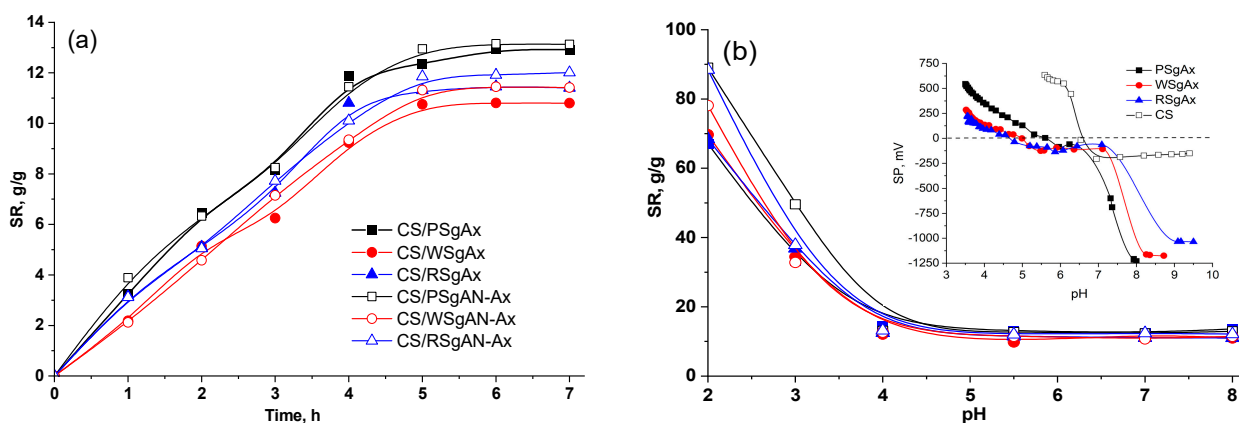 (a)
SR, g/g
14
12
10
8
6
4
2
0
0 1 2 3 4 5 6 7
Time, h
CS/PSgAx
CS/WSgAx
CS/RSgAx
CS/PSgAN-Ax
CS/WSgAN-Ax
CS/RSgAN-Ax
(b)
SR, g/g
100
80
60
40
20
0
2 3 4 5 6 7 8
pH
PSgAx
WSgAx
RSgAx
CS
SP, mV
750
500
250
0
-250
-500
-750
-1000
-1250
3 4 5 6 7 8 9 10
pH